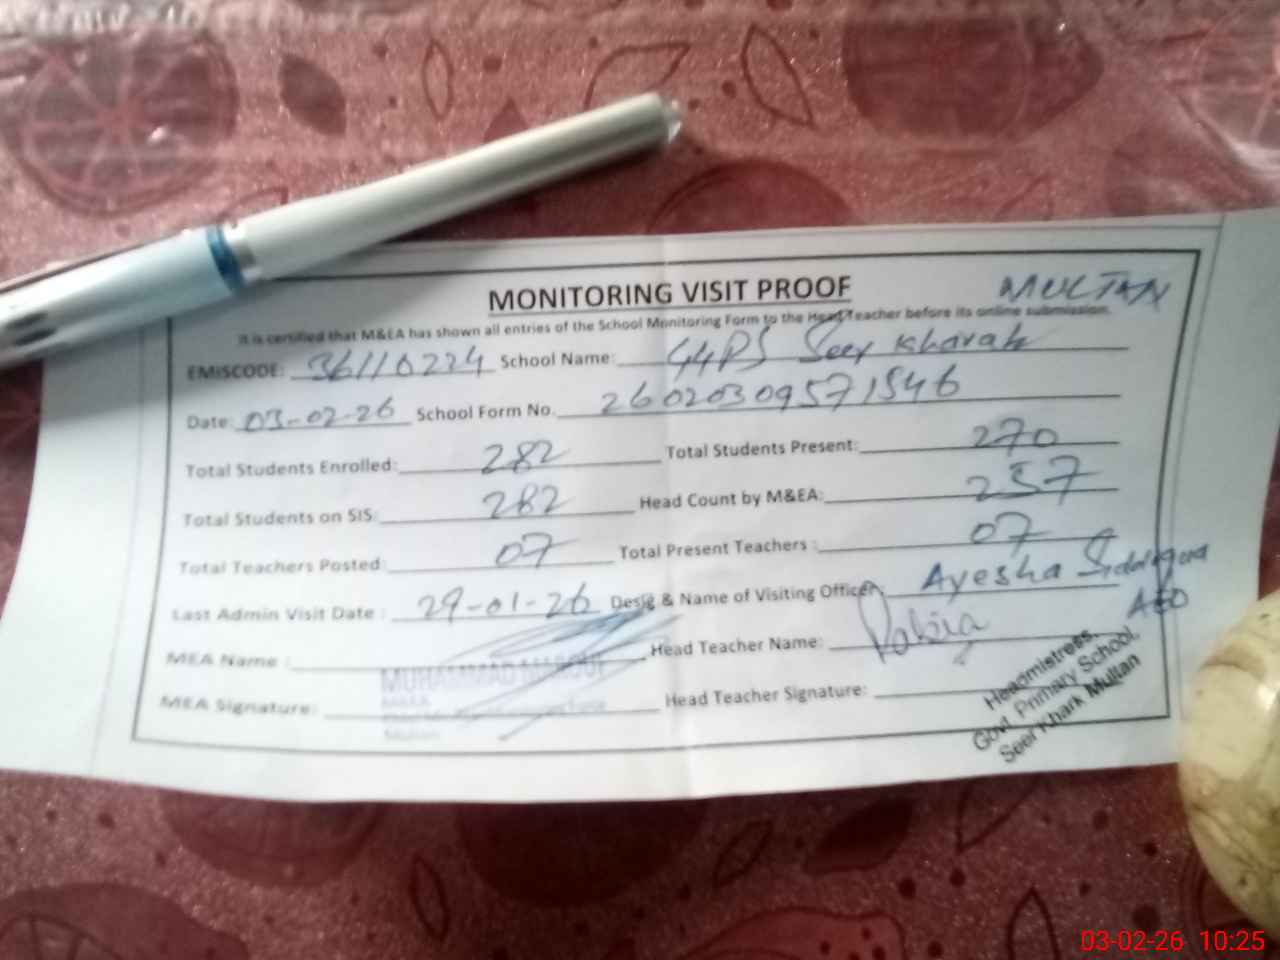 MONITORING VISIT PROOF
MULTAN
It is certified that M&EA has shown all entries of the School Monitoring Form to the Head Teacher before its online submission.
EMISCODE: 36110224 School Name: GGPS Seer Kharak
Date: 03-02-26 School Form No. 26020309571546
Total Students Enrolled: 282 Total Students Present: 270
Total Students on SIS: 282 Head Count by M&EA: 257
Total Teachers Posted: 07 Total Present Teachers : 07
Last Admin Visit Date : 29-01-26 Desig & Name of Visiting Officer: Ayesha Siddiqua
AEO
MEA Name : Head Teacher Name: Rabia
MUHAMMAD
MEA Signature: Head Teacher Signature:
Multan
Headmistress,
Govt. Primary School,
Seer Khark Multan
03-02-26 10:25